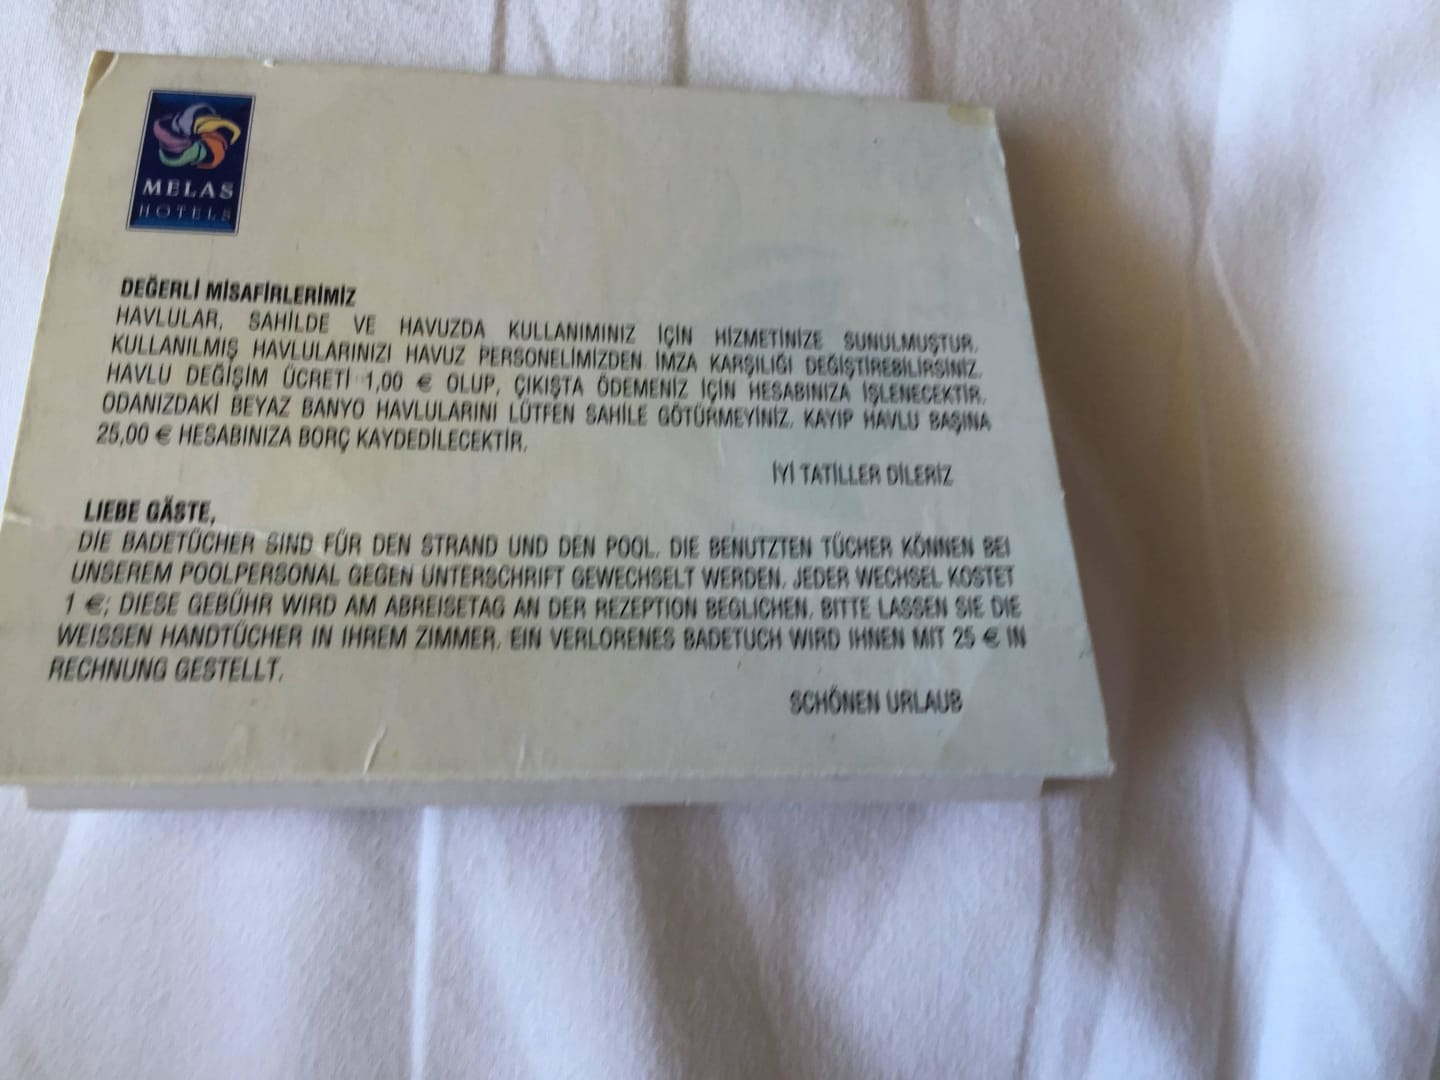 MELAS
HOTELS
DEĞERLİ MİSAFİRLERİMİZ
HAVLULAR, SAHİLDE VE HAVUZDA KULLANIMINIZ İÇİN HİZMETİNİZE SUNULMUŞTUR.
KULLANILMIŞ HAVLULARINIZI HAVUZ PERSONELİMİZDEN İMZA KARŞILIĞI DEĞİŞTİREBİLİRSİNİZ.
HAVLU DEĞİŞİM ÜCRETİ 1,00 € OLUP, ÇIKIŞTA ÖDEMENİZ İÇİN HESABINIZA İŞLENECEKTİR.
ODANIZDAKİ BEYAZ BANYO HAVLULARINI LÜTFEN SAHİLE GÖTÜRMEYİNİZ. KAYIP HAVLU BAŞINA
25,00 € HESABINIZA BORÇ KAYDEDİLECEKTİR.
İYİ TATİLLER DİLERİZ
LIEBE GÄSTE,
DIE BADETÜCHER SIND FÜR DEN STRAND UND DEN POOL. DIE BENUTZTEN TÜCHER KÖNNEN BEI
UNSEREM POOLPERSONAL GEGEN UNTERSCHRIFT GEWECHSELT WERDEN. JEDER WECHSEL KOSTET
1 €; DIESE GEBÜHR WIRD AM ABREISETAG AN DER REZEPTION BEGLICHEN. BITTE LASSEN SIE DIE
WEISSEN HANDTÜCHER IN IHREM ZIMMER. EIN VERLORENES BADETUCH WIRD IHNEN MIT 25 € IN
RECHNUNG GESTELLT.
SCHÖNEN URLAUB